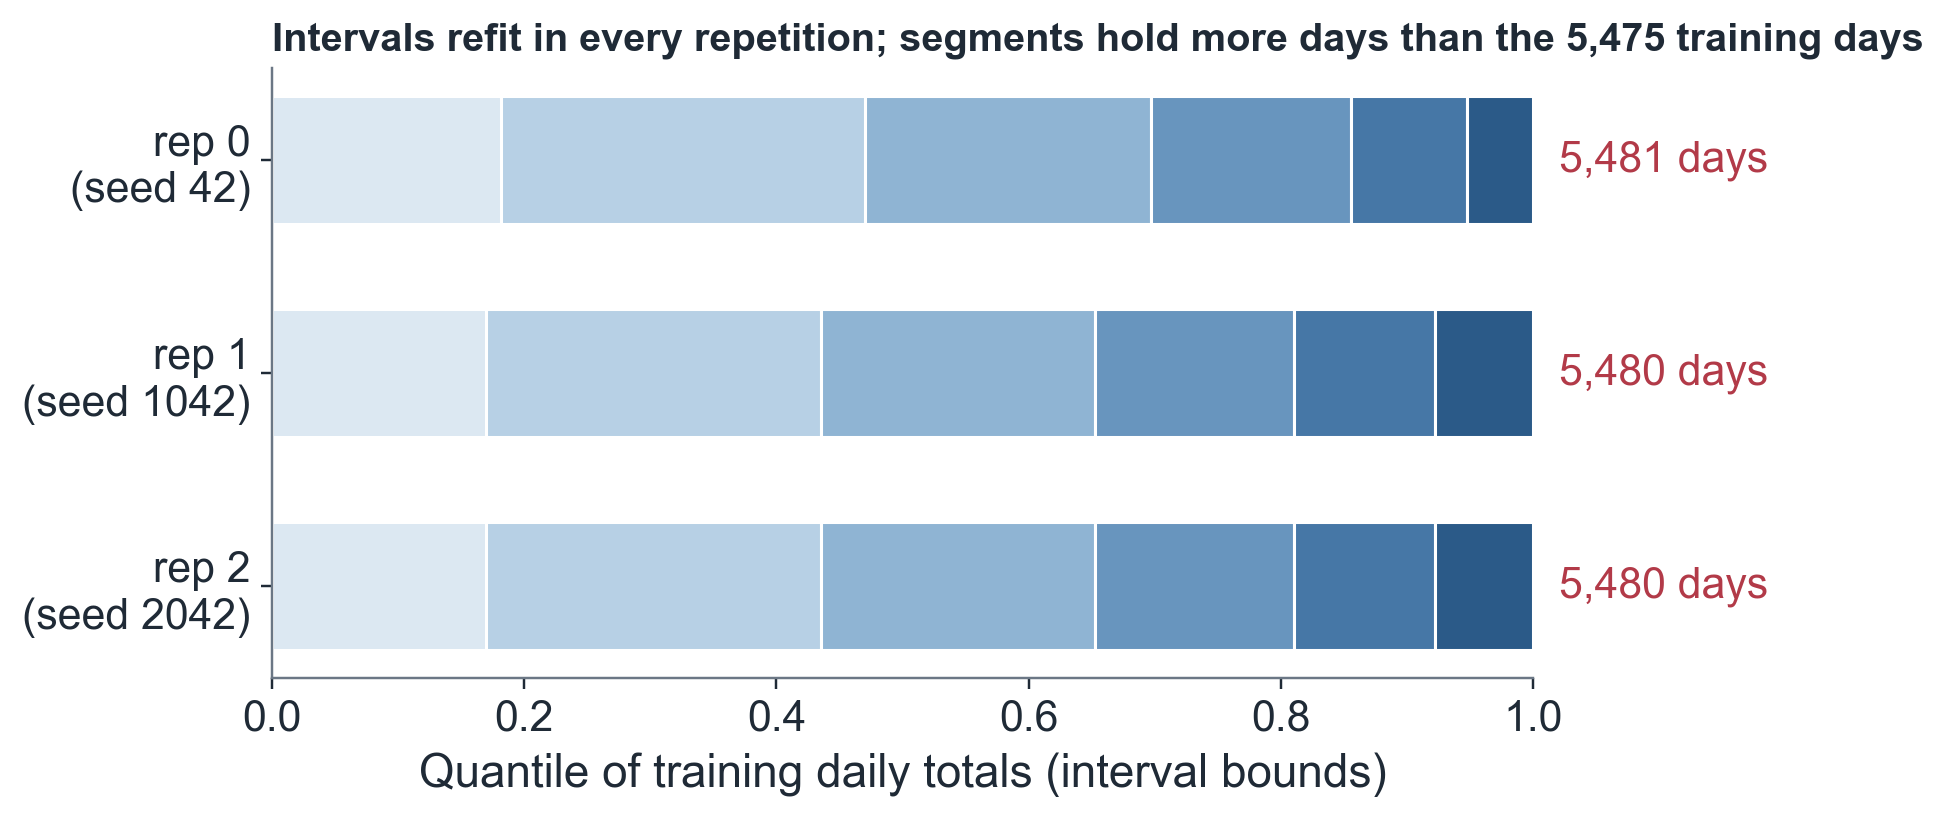 Intervals refit in every repetition; segments hold more days than the 5,475 training days
rep 0
(seed 42)
5,481 days
rep 1
(seed 1042)
5,480 days
rep 2
(seed 2042)
5,480 days
0.0 0.2 0.4 0.6 0.8 1.0
Quantile of training daily totals (interval bounds)